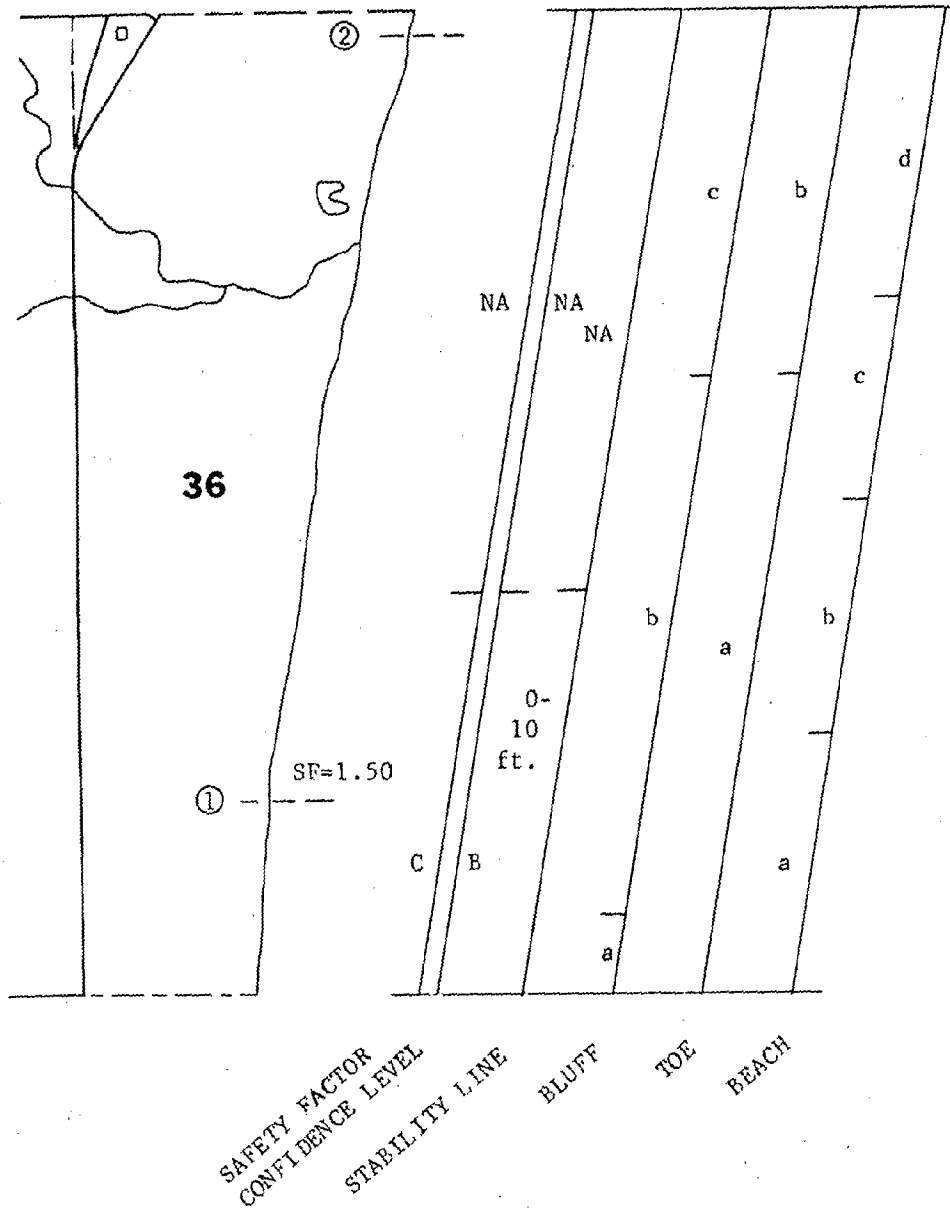 ②
d
c
b
NA
NA
NA
c
36
b
b
a
0-
10
ft.
SF=1.50
①
C
B
a
a
SAFETY FACTOR
CONFIDENCE LEVEL
STABILITY LINE
BLUFF
TOE
BEACH